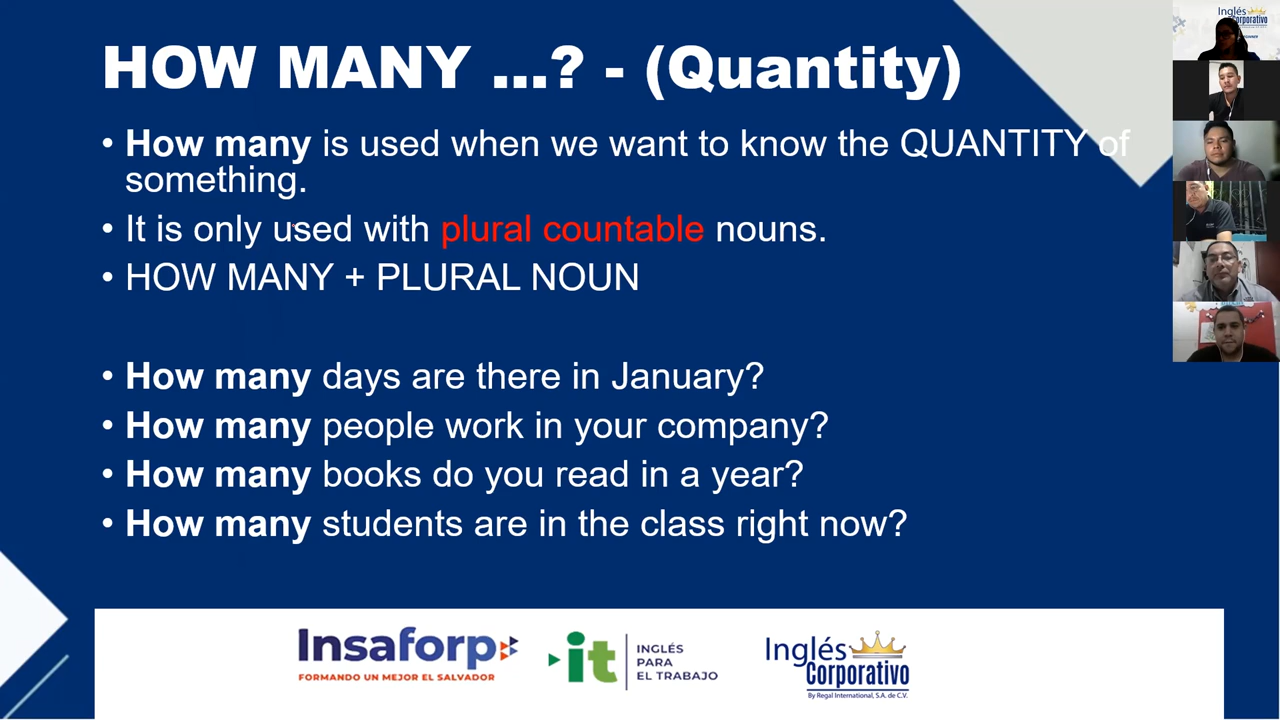 HOW MANY ...? - (Quantity)
• How many is used when we want to know the QUANTITY of
something.
• It is only used with plural countable nouns.
• HOW MANY + PLURAL NOUN
• How many days are there in January?
• How many people work in your company?
• How many books do you read in a year?
• How many students are in the class right now?
Insaforp
FORMANDO UN MEJOR EL SALVADOR
it
INGLÉS
PARA
EL TRABAJO
Inglés
Corporativo
By Regal International, S.A. de C.V.
Inglés
Corporativo